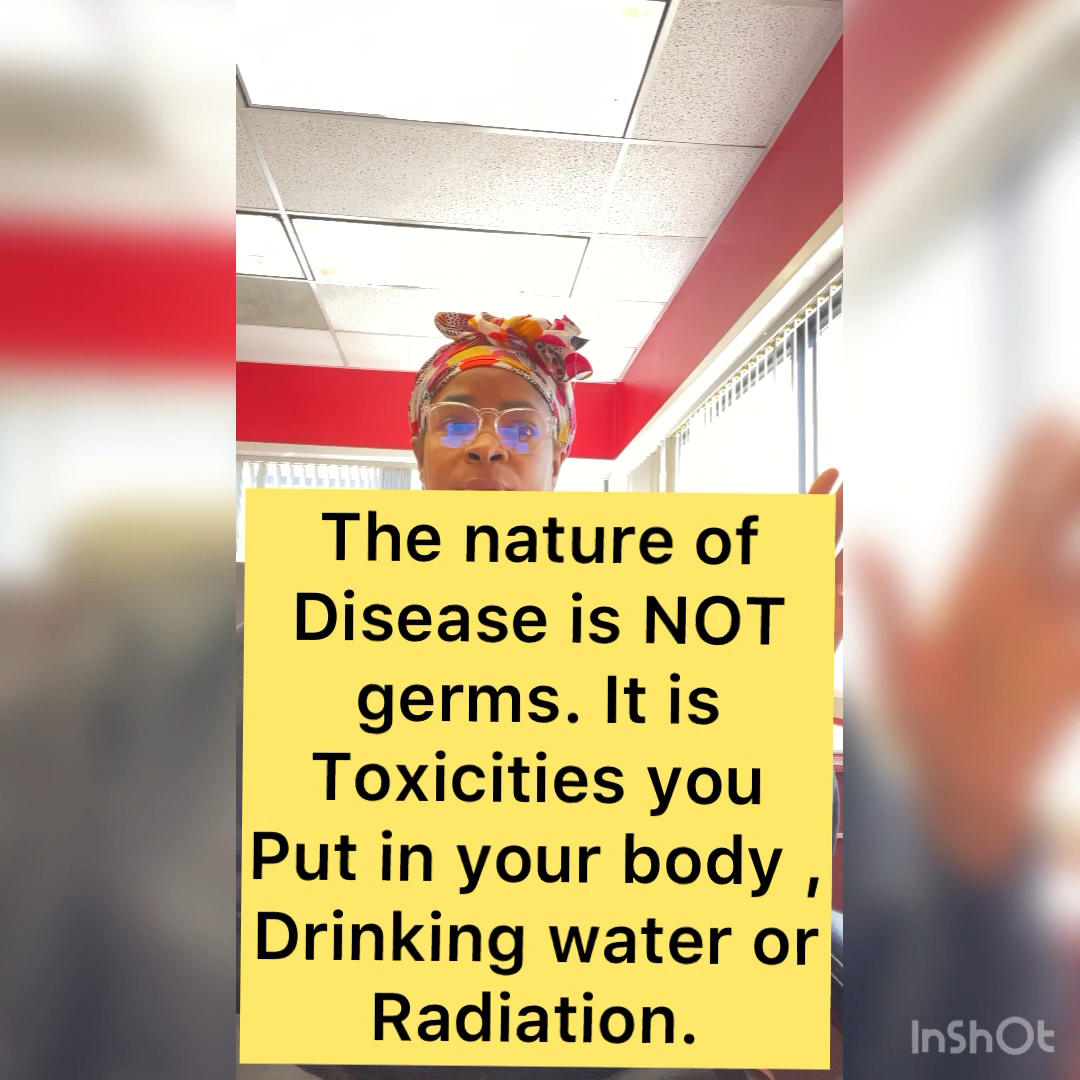 The nature of
Disease is NOT
germs. It is
Toxicities you
Put in your body ,
Drinking water or
Radiation.
InShOt